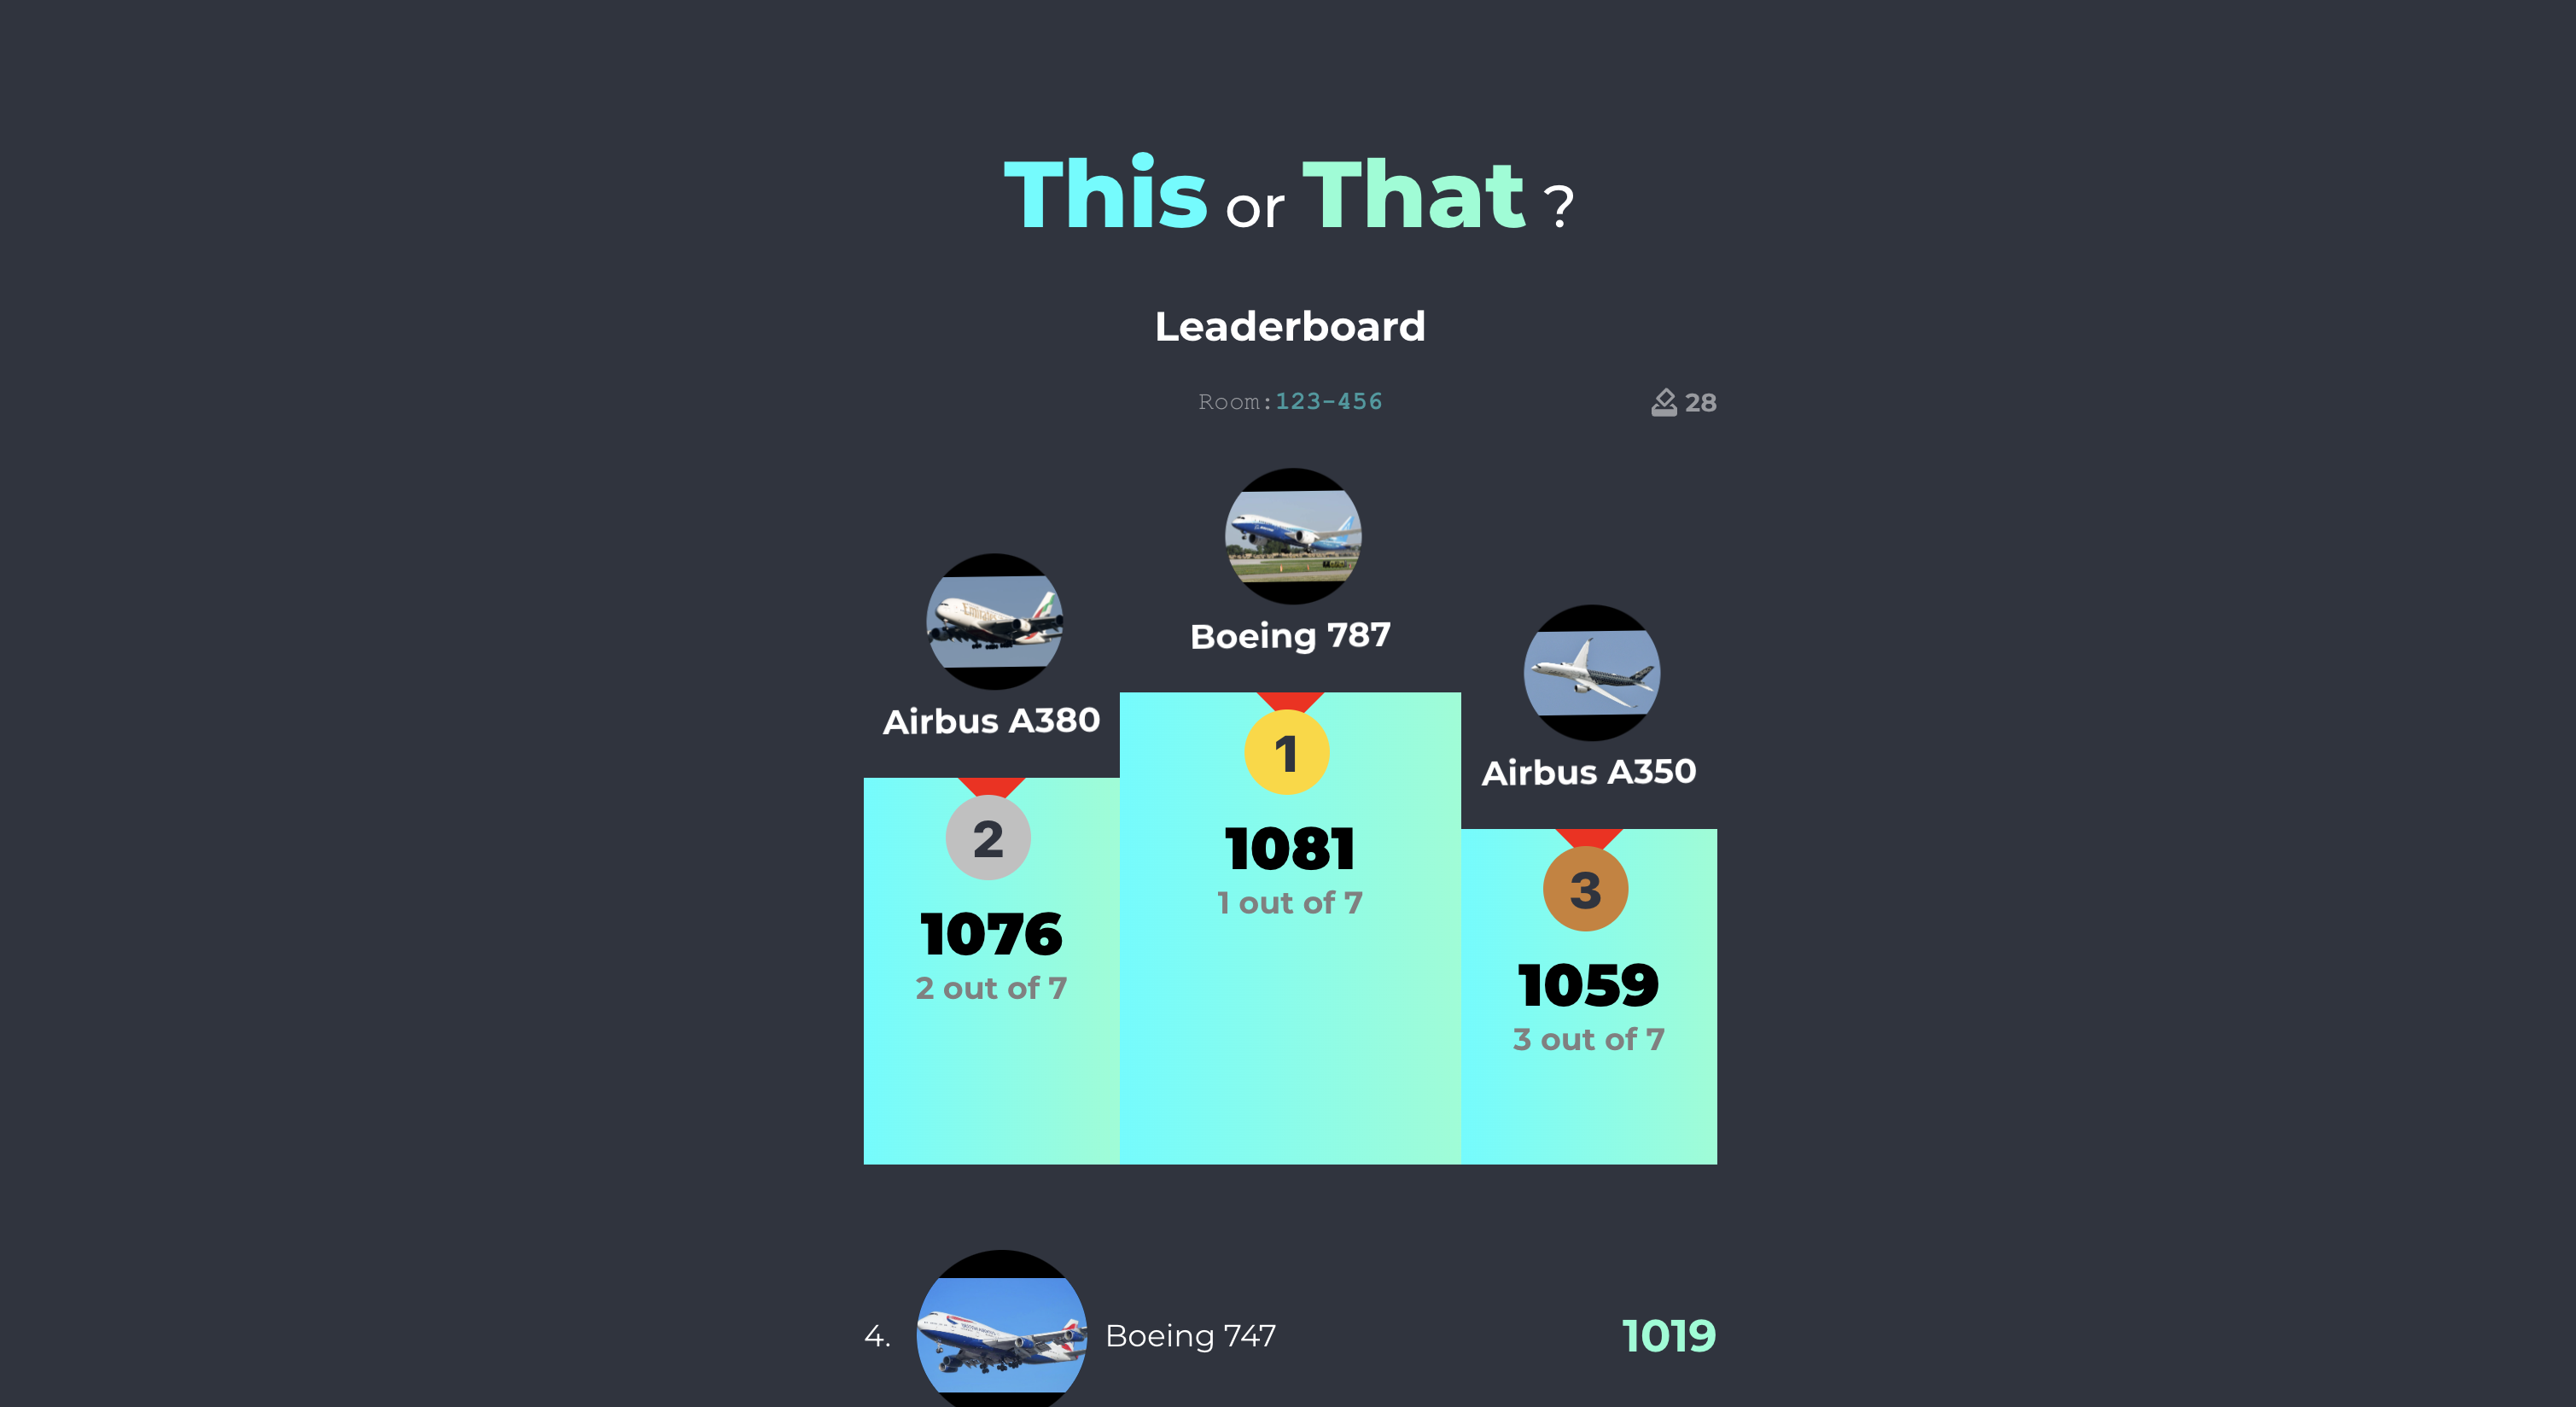 This or That ?
Leaderboard
Room:123-456
28
Boeing 787
Airbus A380
Airbus A350
1
2
3
1081
1 out of 7
1076
2 out of 7
1059
3 out of 7
4. Boeing 747 1019
Emirates